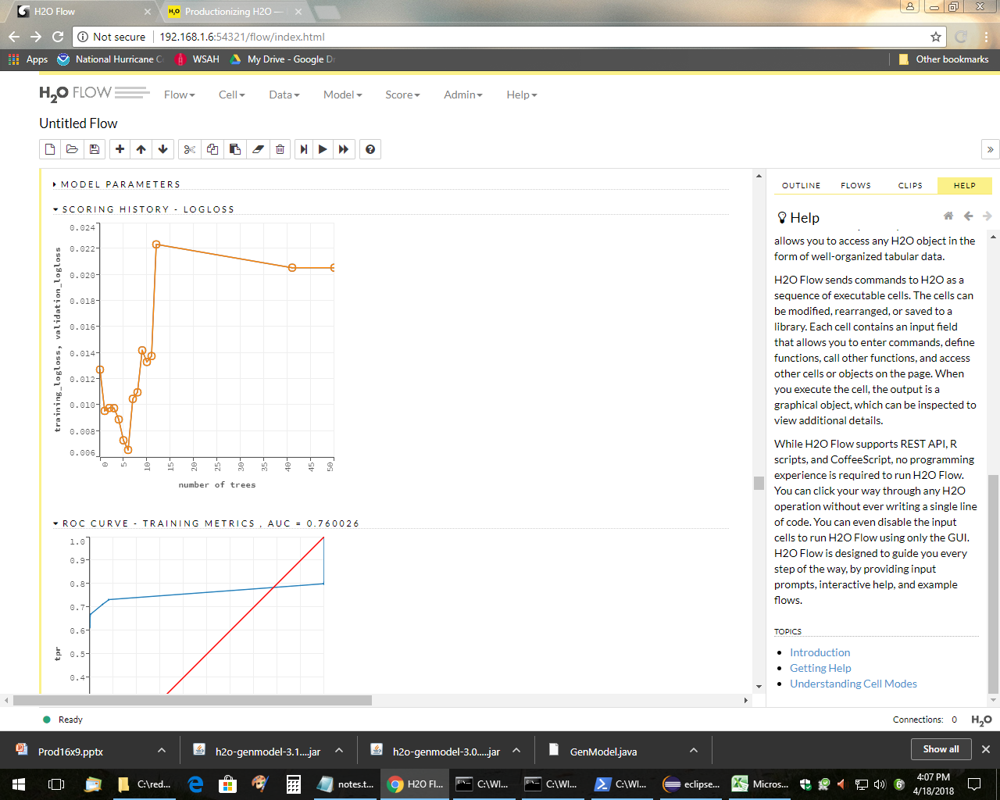 H2O Flow
Productionizing H2O —
Not secure
192.168.1.6:54321/flow/index.html
Apps
National Hurricane C
WSAH
My Drive - Google Dr
Other bookmarks
H2O FLOW
Flow
Cell
Data
Model
Score
Admin
Help
Untitled Flow
MODEL PARAMETERS
SCORING HISTORY - LOGLOSS
0.024
0.022
0.020
0.018
0.016
0.014
0.012
0.010
0.008
0.006
training_logloss, validation_logloss
0
5
10
15
20
25
30
35
40
45
50
number of trees
ROC CURVE - TRAINING METRICS , AUC = 0.760026
1.0
0.9
0.8
0.7
0.6
0.5
0.4
tpr
OUTLINE
FLOWS
CLIPS
HELP
Help
allows you to access any H2O object in the
form of well-organized tabular data.
H2O Flow sends commands to H2O as a
sequence of executable cells. The cells can
be modified, rearranged, or saved to a
library. Each cell contains an input field
that allows you to enter commands, define
functions, call other functions, and access
other cells or objects on the page. When
you execute the cell, the output is a
graphical object, which can be inspected to
view additional details.
While H2O Flow supports REST API, R
scripts, and CoffeeScript, no programming
experience is required to run H2O Flow.
You can click your way through any H2O
operation without ever writing a single line
of code. You can even disable the input
cells to run H2O Flow using only the GUI.
H2O Flow is designed to guide you every
step of the way, by providing input
prompts, interactive help, and example
flows.
TOPICS
Introduction
Getting Help
Understanding Cell Modes
Ready
Connections: 0
H2O
Prod16x9.pptx
h2o-genmodel-3.1....jar
h2o-genmodel-3.0.....jar
GenModel.java
Show all
C:\red...
notes.t...
H2O Fl...
C:\WI...
C:\WI...
C:\WI...
eclipse...
Micros...
4:07 PM
4/18/2018